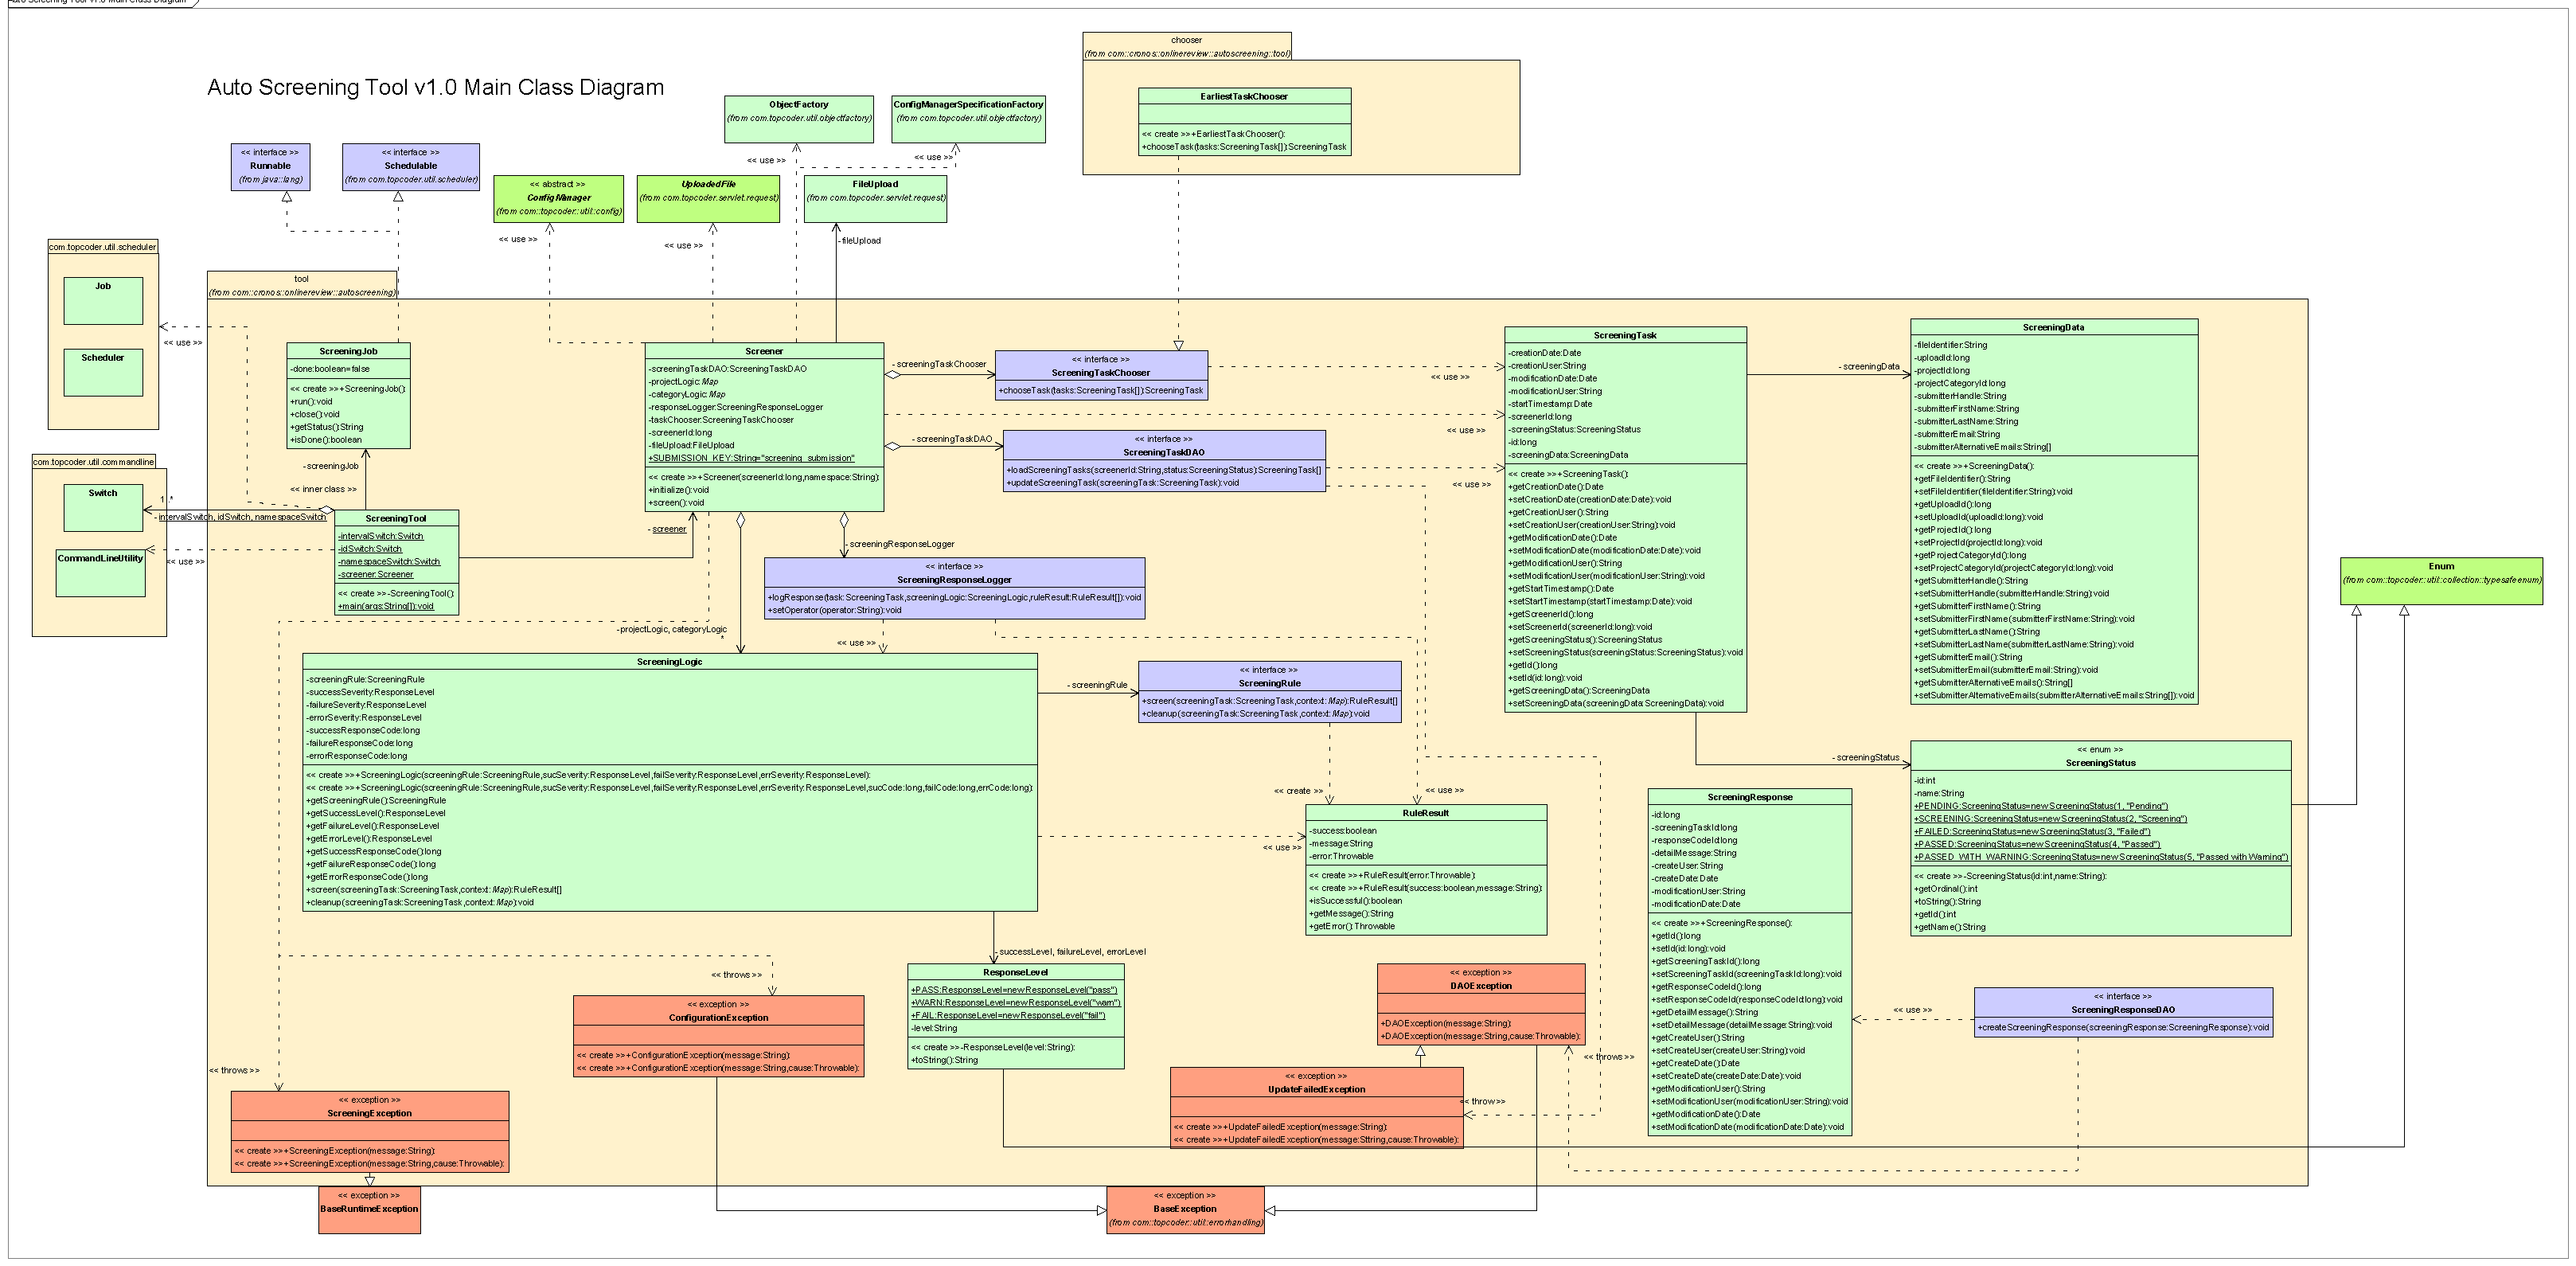 Auto Screening Tool v1.0 Main Class Diagram
Auto Screening Tool v1.0 Main Class Diagram
chooser
(from com::cronos::onlinereview::autoscreening::tool)
EarliestTaskChooser
<< create >>+EarliestTaskChooser():
+chooseTask(tasks:ScreeningTask[]):ScreeningTask
ObjectFactory
(from com.topcoder.util.objectfactory)
ConfigManagerSpecificationFactory
(from com.topcoder.util.objectfactory)
<< use >>
<< use >>
<< interface >>
Runnable
(from java::lang)
<< interface >>
Schedulable
(from com.topcoder.util.scheduler)
<< abstract >>
ConfigManager
(from com::topcoder::util::config)
UploadedFile
(from com.topcoder.servlet.request)
FileUpload
(from com.topcoder.servlet.request)
<< use >>
<< use >>
-fileUpload
com.topcoder.util.scheduler
Job
Scheduler
<< use >>
tool
(from com::cronos::onlinereview::autoscreening)
ScreeningJob
-done:boolean=false
<< create >>+ScreeningJob():
+run():void
+close():void
+getStatus():String
+isDone():boolean
-screeningJob
<< inner class >>
com.topcoder.util.commandline
Switch
CommandLineUtility
<< use >>
1..*
-intervalSwitch, idSwitch, namespaceSwitch
ScreeningTool
-intervalSwitch:Switch
-idSwitch:Switch
-namespaceSwitch:Switch
-screener:Screener
<< create >>-ScreeningTool():
+main(args:String[]):void
-screener
Screener
-screeningTaskDAO:ScreeningTaskDAO
-projectLogic:Map
-categoryLogic:Map
-responseLogger:ScreeningResponseLogger
-taskChooser:ScreeningTaskChooser
-screenerId:long
-fileUpload:FileUpload
+SUBMISSION_KEY:String="screening_submission"
<< create >>+Screener(screenerId:long,namespace:String):
+initialize():void
+screen():void
-screeningTaskChooser
<< interface >>
ScreeningTaskChooser
+chooseTask(tasks:ScreeningTask[]):ScreeningTask
<< use >>
<< use >>
-screeningTaskDAO
<< interface >>
ScreeningTaskDAO
+loadScreeningTasks(screenerId:String,status:ScreeningStatus):ScreeningTask[]
+updateScreeningTask(screeningTask:ScreeningTask):void
<< use >>
-screeningResponseLogger
<< interface >>
ScreeningResponseLogger
+logResponse(task:ScreeningTask,screeningLogic:ScreeningLogic,ruleResult:RuleResult[]):void
+setOperator(operator:String):void
-projectLogic, categoryLogic
*
<< use >>
ScreeningTask
-creationDate:Date
-creationUser:String
-modificationDate:Date
-modificationUser:String
-startTimestamp:Date
-screenerId:long
-screeningStatus:ScreeningStatus
-id:long
-screeningData:ScreeningData
<< create >>+ScreeningTask():
+getCreationDate():Date
+setCreationDate(creationDate:Date):void
+getCreationUser():String
+setCreationUser(creationUser:String):void
+getModificationDate():Date
+setModificationDate(modificationDate:Date):void
+getModificationUser():String
+setModificationUser(modificationUser:String):void
+getStartTimestamp():Date
+setStartTimestamp(startTimestamp:Date):void
+getScreenerId():long
+setScreenerId(screenerId:long):void
+getScreeningStatus():ScreeningStatus
+setScreeningStatus(screeningStatus:ScreeningStatus):void
+getId():long
+setId(id:long):void
+getScreeningData():ScreeningData
+setScreeningData(screeningData:ScreeningData):void
-screeningData
ScreeningData
-fileIdentifier:String
-uploadId:long
-projectId:long
-projectCategoryId:long
-submitterHandle:String
-submitterFirstName:String
-submitterLastName:String
-submitterEmail:String
-submitterAlternativeEmails:String[]
<< create >>+ScreeningData():
+getFileIdentifier():String
+setFileIdentifier(fileIdentifier:String):void
+getUploadId():long
+setUploadId(uploadId:long):void
+getProjectId():long
+setProjectId(projectId:long):void
+getProjectCategoryId():long
+setProjectCategoryId(projectCategoryId:long):void
+getSubmitterHandle():String
+setSubmitterHandle(submitterHandle:String):void
+getSubmitterFirstName():String
+setSubmitterFirstName(submitterFirstName:String):void
+getSubmitterLastName():String
+setSubmitterLastName(submitterLastName:String):void
+getSubmitterEmail():String
+setSubmitterEmail(submitterEmail:String):void
+getSubmitterAlternativeEmails():String[]
+setSubmitterAlternativeEmails(submitterAlternativeEmails:String[]):void
Enum
(from com::topcoder::util::collection::typesafeenum)
ScreeningLogic
-screeningRule:ScreeningRule
-successSeverity:ResponseLevel
-failureSeverity:ResponseLevel
-errorSeverity:ResponseLevel
-successResponseCode:long
-failureResponseCode:long
-errorResponseCode:long
<< create >>+ScreeningLogic(screeningRule:ScreeningRule,sucSeverity:ResponseLevel,failSeverity:ResponseLevel,errSeverity:ResponseLevel):
<< create >>+ScreeningLogic(screeningRule:ScreeningRule,sucSeverity:ResponseLevel,failSeverity:ResponseLevel,errSeverity:ResponseLevel,sucCode:long,failCode:long,errCode:long):
+getScreeningRule():ScreeningRule
+getSuccessLevel():ResponseLevel
+getFailureLevel():ResponseLevel
+getErrorLevel():ResponseLevel
+getSuccessResponseCode():long
+getFailureResponseCode():long
+getErrorResponseCode():long
+screen(screeningTask:ScreeningTask,context:Map):RuleResult[]
+cleanup(screeningTask:ScreeningTask,context:Map):void
-screeningRule
<< interface >>
ScreeningRule
+screen(screeningTask:ScreeningTask,context:Map):RuleResult[]
+cleanup(screeningTask:ScreeningTask,context:Map):void
<< create >>
<< use >>
<< use >>
RuleResult
-success:boolean
-message:String
-error:Throwable
<< create >>+RuleResult(error:Throwable):
<< create >>+RuleResult(success:boolean,message:String):
+isSuccessful():boolean
+getMessage():String
+getError():Throwable
-screeningStatus
<< enum >>
ScreeningStatus
-id:int
-name:String
+PENDING:ScreeningStatus=new ScreeningStatus(1, "Pending")
+SCREENING:ScreeningStatus=new ScreeningStatus(2, "Screening")
+FAILED:ScreeningStatus=new ScreeningStatus(3, "Failed")
+PASSED:ScreeningStatus=new ScreeningStatus(4, "Passed")
+PASSED_WITH_WARNING:ScreeningStatus=new ScreeningStatus(5, "Passed with Warning")
<< create >>-ScreeningStatus(id:int,name:String):
+getOrdinal():int
+toString():String
+getId():int
+getName():String
ScreeningResponse
-id:long
-screeningTaskId:long
-responseCodeId:long
-detailMessage:String
-createUser:String
-createDate:Date
-modificationUser:String
-modificationDate:Date
<< create >>+ScreeningResponse():
+getId():long
+setId(id:long):void
+getScreeningTaskId():long
+setScreeningTaskId(screeningTaskId:long):void
+getResponseCodeId():long
+setResponseCodeId(responseCodeId:long):void
+getDetailMessage():String
+setDetailMessage(detailMessage:String):void
+getCreateUser():String
+setCreateUser(createUser:String):void
+getCreateDate():Date
+setCreateDate(createDate:Date):void
+getModificationUser():String
+setModificationUser(modificationUser:String):void
+getModificationDate():Date
+setModificationDate(modificationDate:Date):void
<< use >>
<< interface >>
ScreeningResponseDAO
+createScreeningResponse(screeningResponse:ScreeningResponse):void
-successLevel, failureLevel, errorLevel
ResponseLevel
+PASS:ResponseLevel=new ResponseLevel("pass")
+WARN:ResponseLevel=new ResponseLevel("warn")
+FAIL:ResponseLevel=new ResponseLevel("fail")
-level:String
<< create >>-ResponseLevel(level:String):
+toString():String
<< throws >>
<< exception >>
ConfigurationException
<< create >>+ConfigurationException(message:String):
<< create >>+ConfigurationException(message:String,cause:Throwable):
<< exception >>
DAOException
+DAOException(message:String):
+DAOException(message:String,cause:Throwable):
<< throws >>
<< exception >>
UpdateFailedException
<< create >>+UpdateFailedException(message:String):
<< create >>+UpdateFailedException(message:Sttring,cause:Throwable):
<< throw >>
<< throws >>
<< exception >>
ScreeningException
<< create >>+ScreeningException(message:String):
<< create >>+ScreeningException(message:String,cause:Throwable):
<< exception >>
BaseRuntimeException
<< exception >>
BaseException
(from com::topcoder::util::errorhandling)